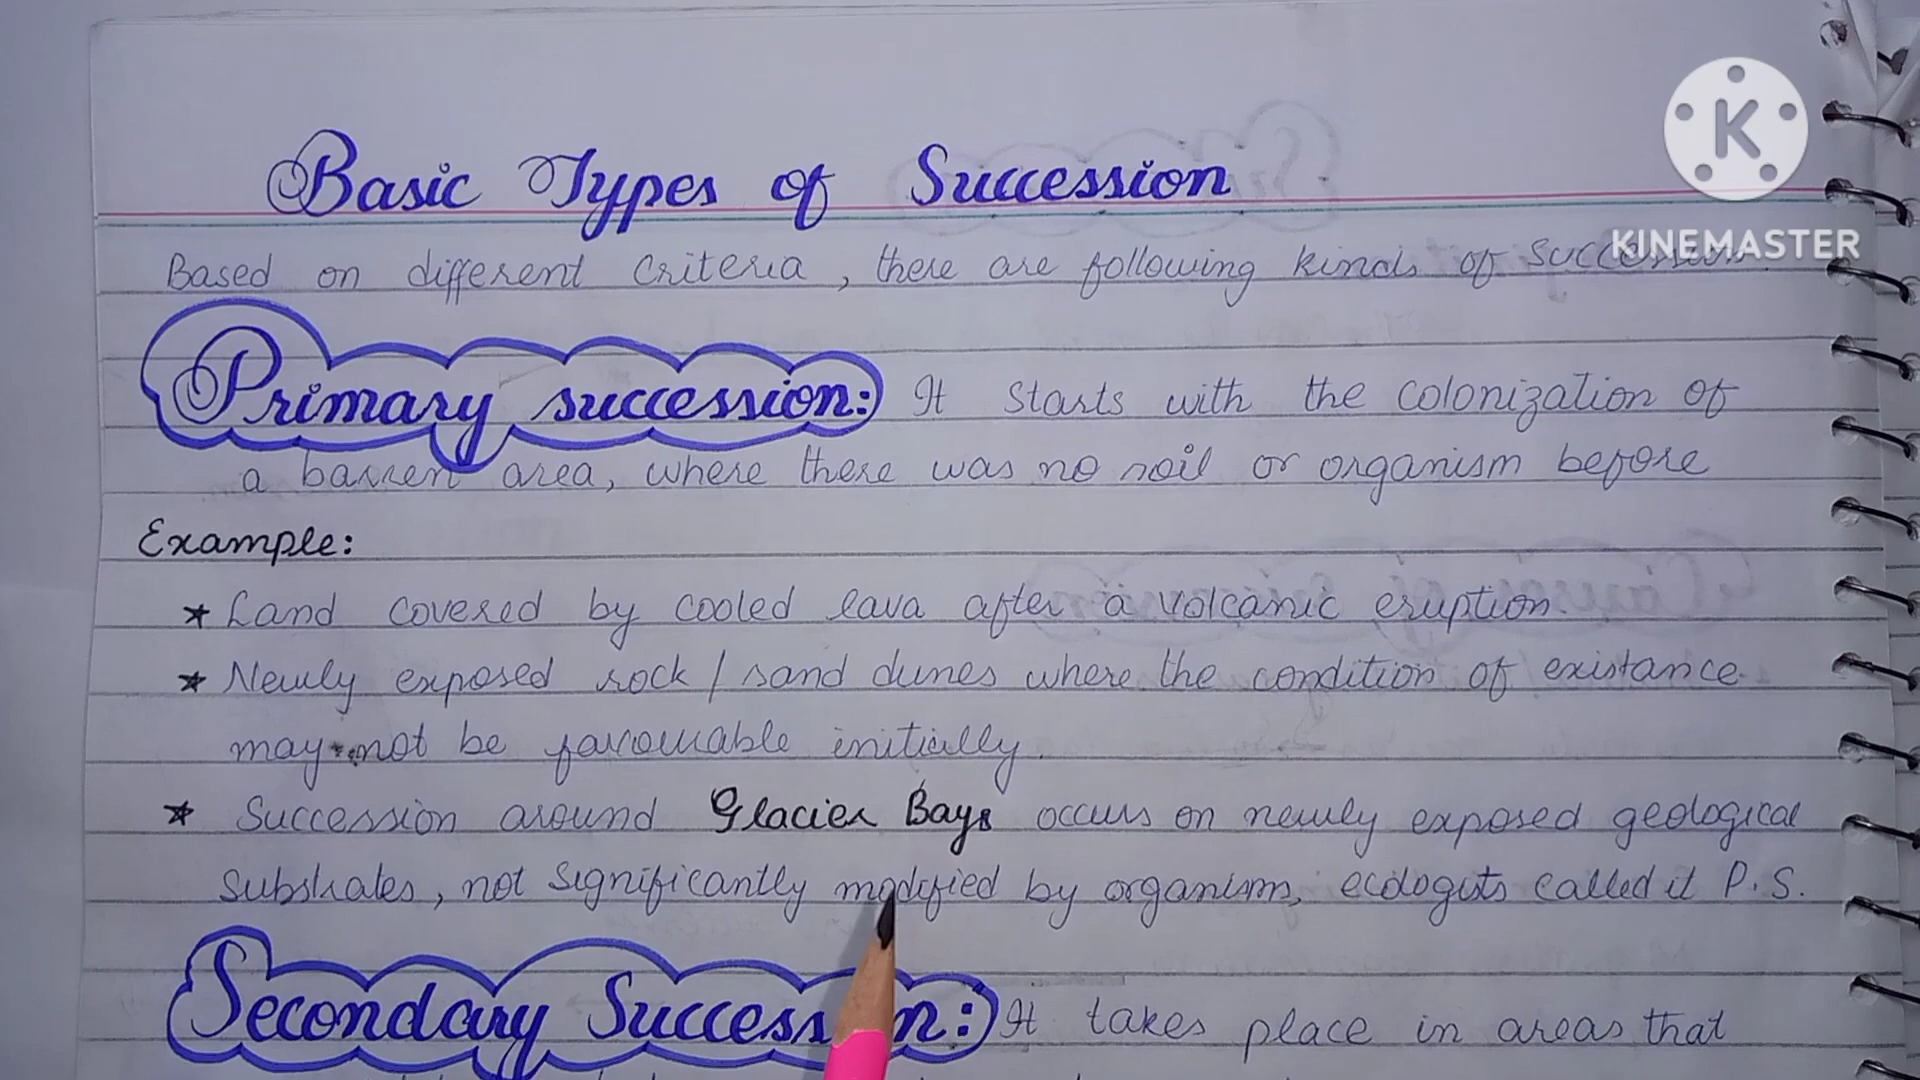 Basic Types of Succession
KINEMASTER
Based on different criteria, there are following kinds of succession.
Primary succession: It starts with the colonization of
a barren area, where there was no soil or organism before
Example:
★ Land covered by cooled lava after a volcanic eruption.
★ Newly exposed rock / sand dunes where the condition of existance
may not be favourable initially.
★ Succession around Glacier Bays occurs on newly exposed geological
substrates, not significantly modified by organism, ecologists called it P.S.
Secondary Succession: It takes place in areas that